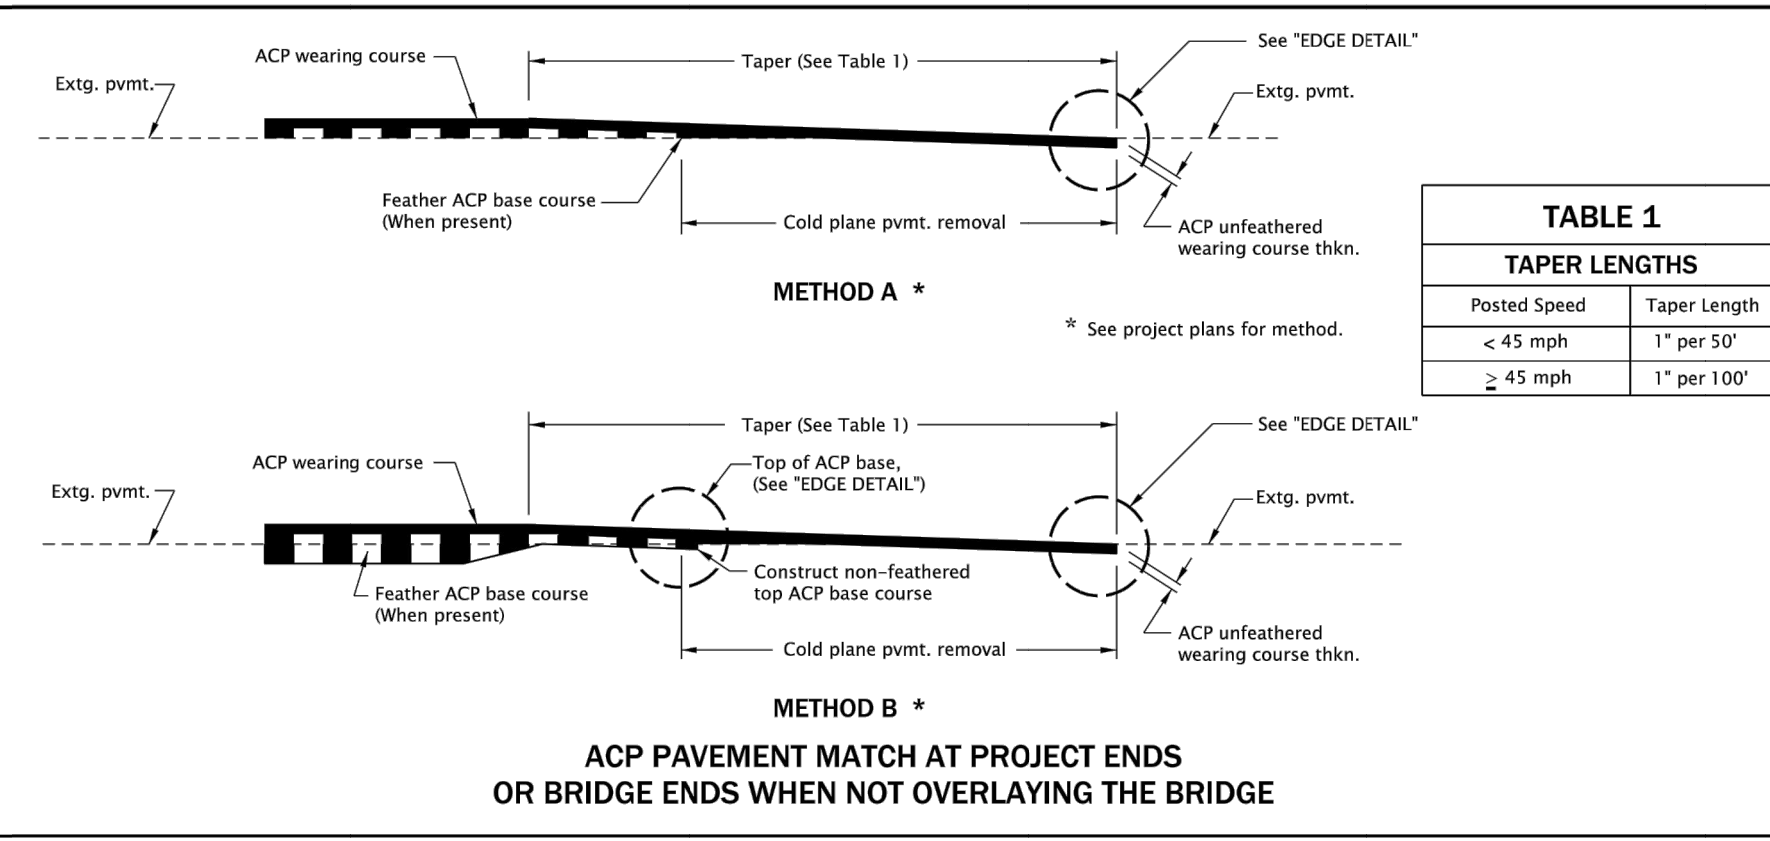 See "EDGE DETAIL"
ACP wearing course
Taper (See Table 1)
Extg. pvmt.
Extg. pvmt.
Feather ACP base course
(When present)
Cold plane pvmt. removal
ACP unfeathered
wearing course thkn.
METHOD A *
* See project plans for method.
TABLE 1
TAPER LENGTHS
Posted Speed Taper Length
< 45 mph 1" per 50'
≥ 45 mph 1" per 100'
Taper (See Table 1)
See "EDGE DETAIL"
ACP wearing course
Top of ACP base,
(See "EDGE DETAIL")
Extg. pvmt.
Extg. pvmt.
Feather ACP base course
(When present)
Construct non-feathered
top ACP base course
Cold plane pvmt. removal
ACP unfeathered
wearing course thkn.
METHOD B *
ACP PAVEMENT MATCH AT PROJECT ENDS
OR BRIDGE ENDS WHEN NOT OVERLAYING THE BRIDGE